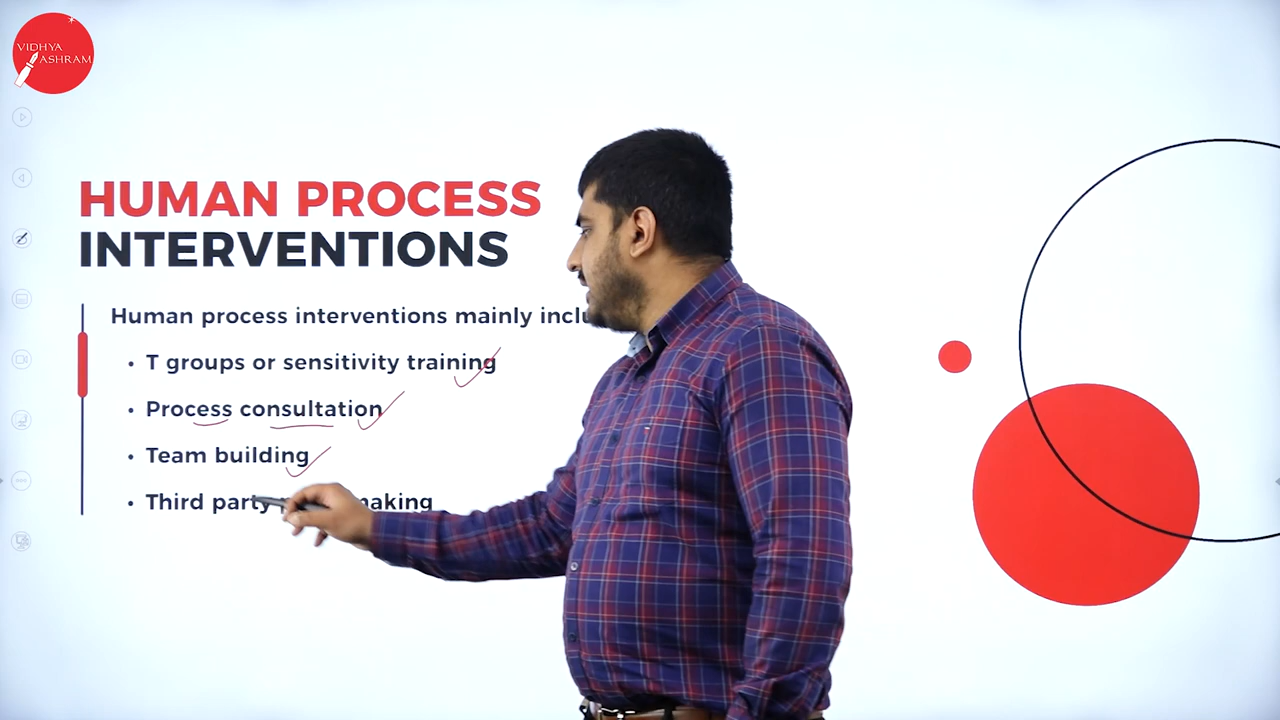 VIDHYA
ASHRAM
HUMAN PROCESS
INTERVENTIONS
Human process interventions mainly
• T groups or sensitivity training
• Process consultation
• Team building
• Third party